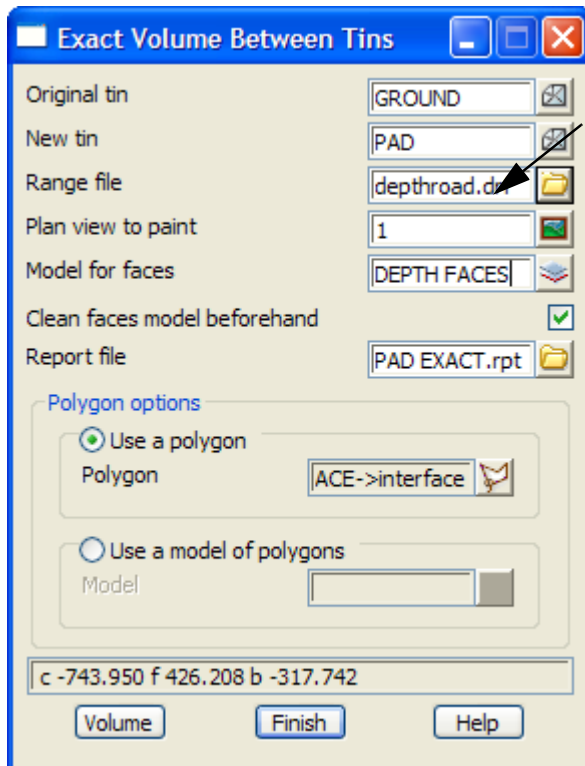 Exact Volume Between Tins
Original tin GROUND
New tin PAD
Range file
Plan view to paint 1
Model for faces DEPTH FACES
Clean faces model beforehand
Report file PAD EXACT.rpt
Polygon options
Use a polygon
Polygon ACE->interface
Use a model of polygons
Model
c -743.950 f 426.208 b -317.742
Volume Finish Help